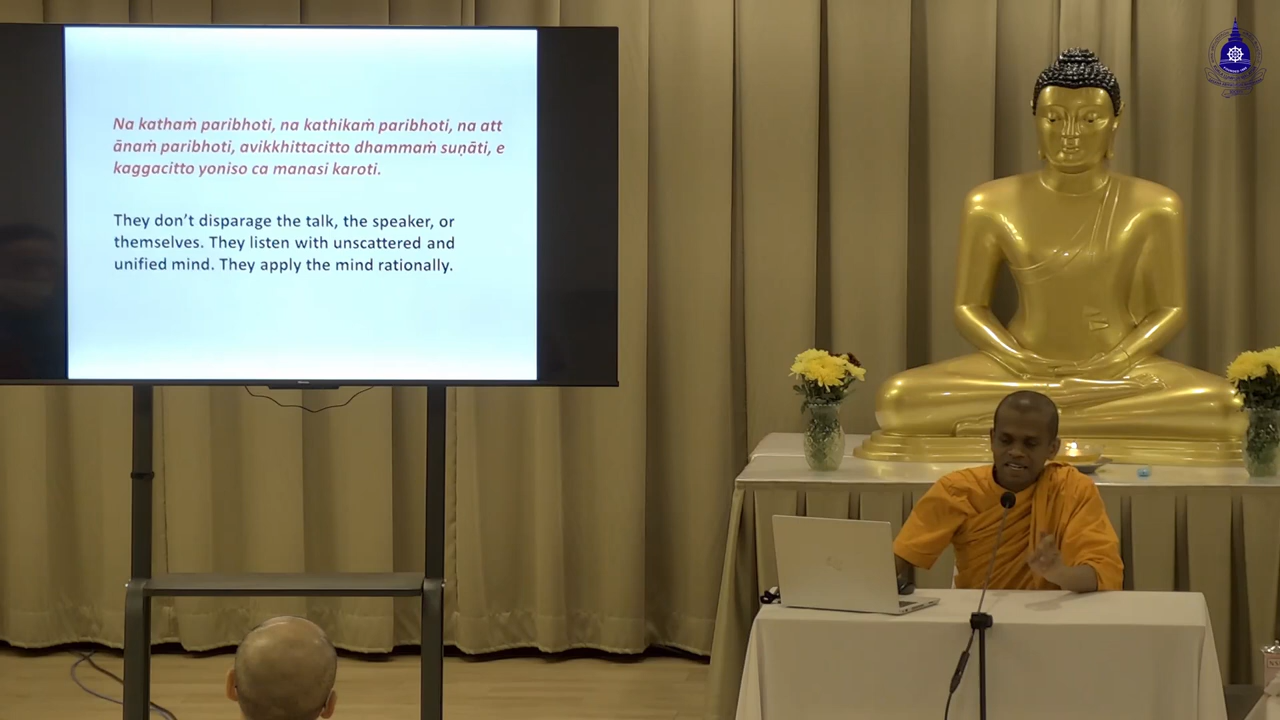 Na kathaṁ paribhoti, na kathikaṁ paribhoti, na att
ānaṁ paribhoti, avikkhittacitto dhammaṁ suṇāti, e
kaggacitto yoniso ca manasi karoti.
They don’t disparage the talk, the speaker, or
themselves. They listen with unscattered and
unified mind. They apply the mind rationally.